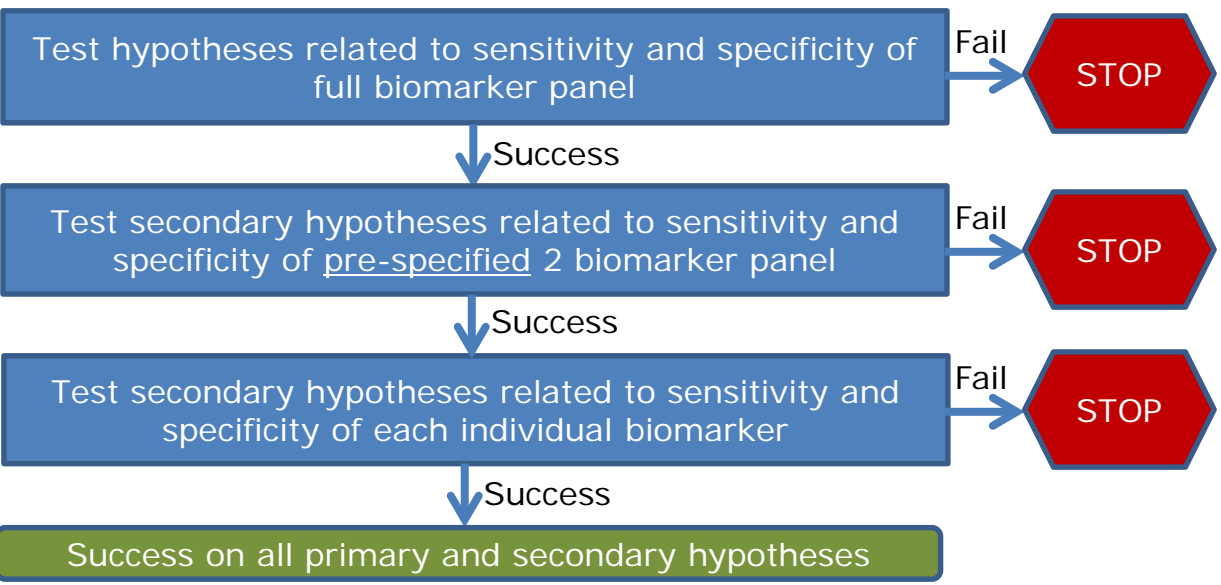 Test hypotheses related to sensitivity and specificity of
full biomarker panel
Fail
STOP
Success
Test secondary hypotheses related to sensitivity and
specificity of pre-specified 2 biomarker panel
Fail
STOP
Success
Test secondary hypotheses related to sensitivity and
specificity of each individual biomarker
Fail
STOP
Success
Success on all primary and secondary hypotheses